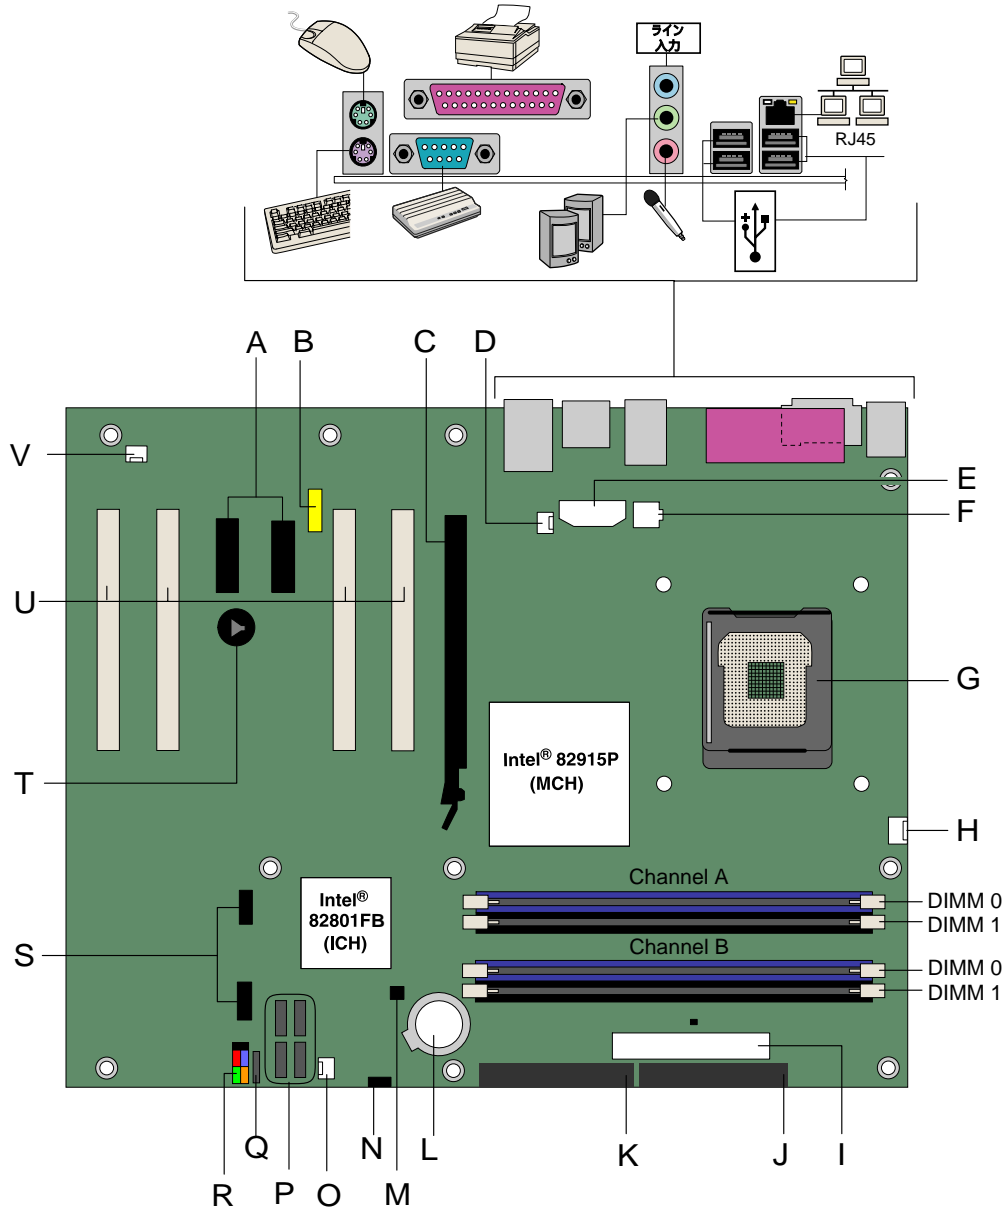 ライン
入力
RJ45
A
B
C
D
V
E
F
U
G
Intel® 82915P
(MCH)
T
H
Channel A
Intel®
82801FB
(ICH)
DIMM 0
DIMM 1
Channel B
S
DIMM 0
DIMM 1
R
Q
P
O
N
M
L
K
J
I